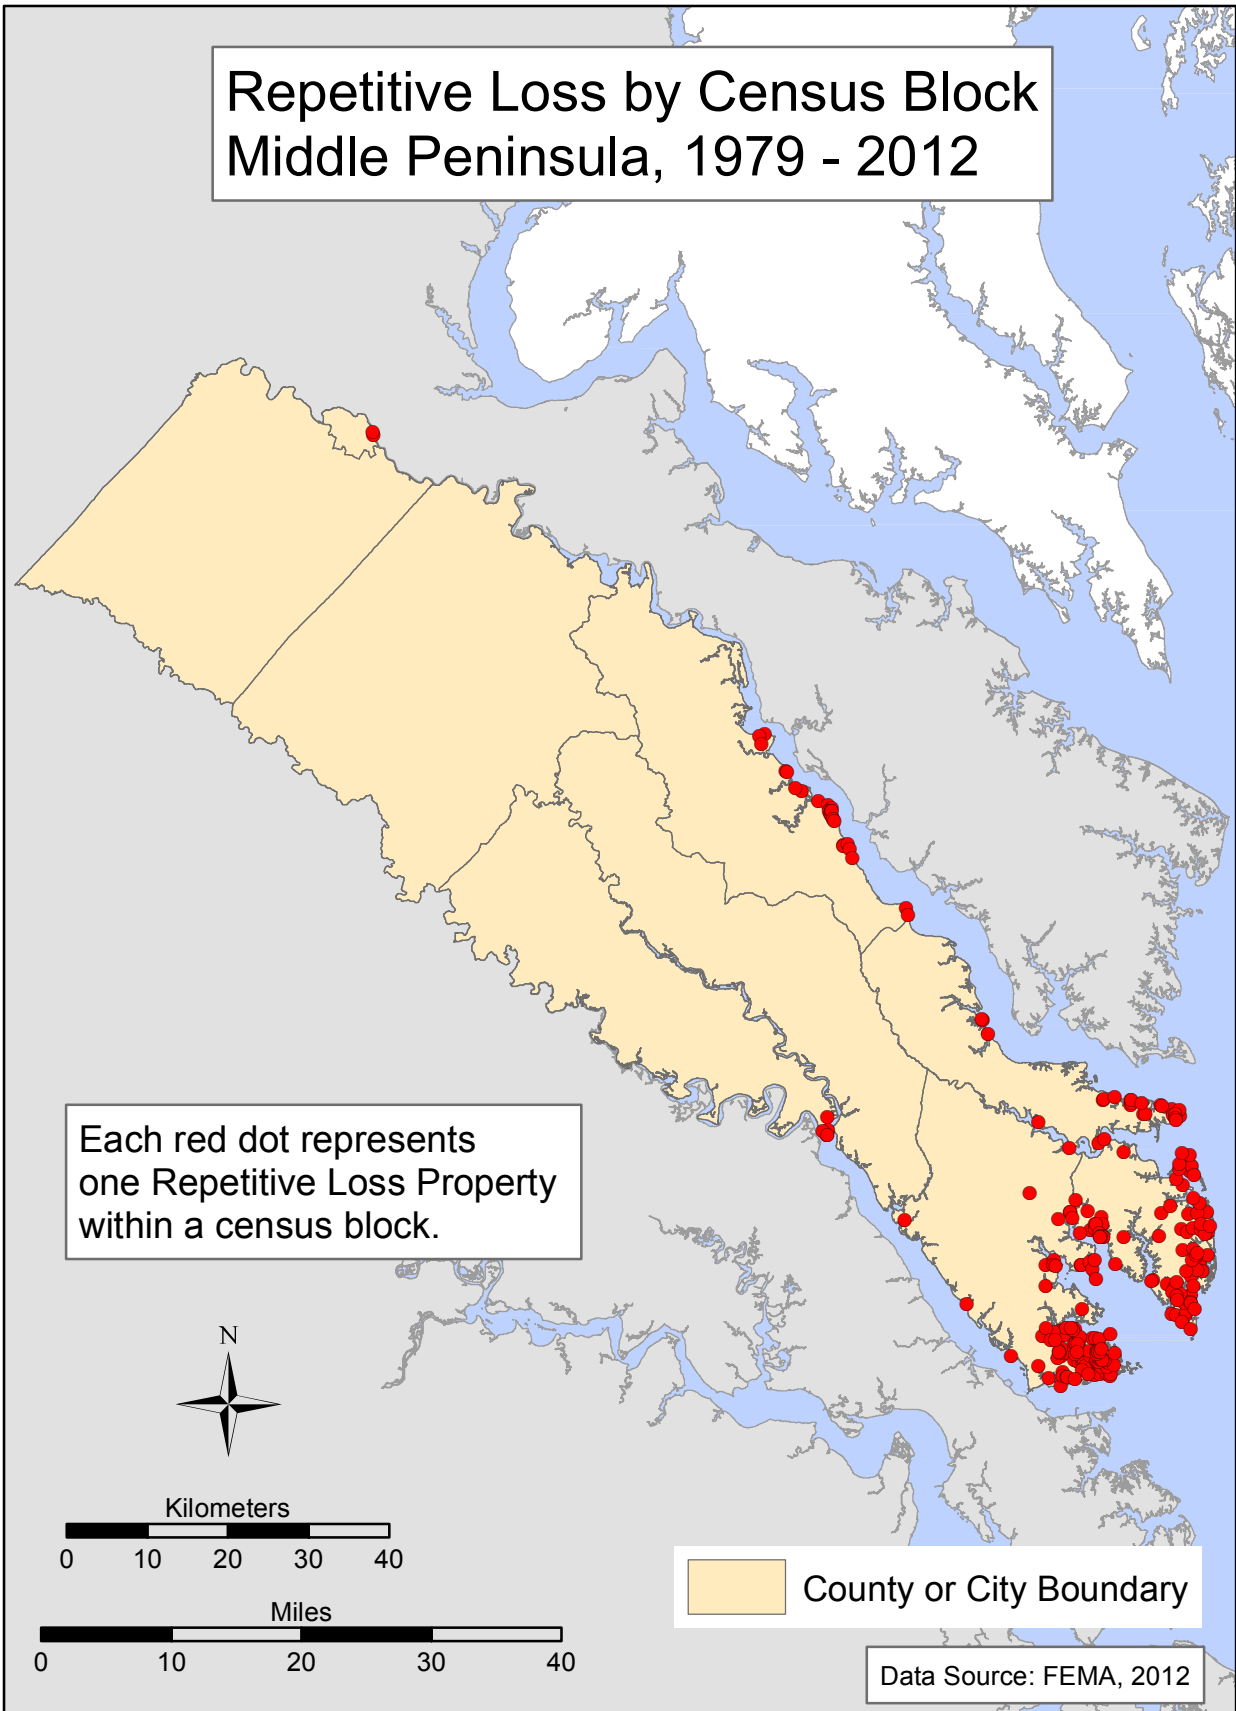 Repetitive Loss by Census Block
Middle Peninsula, 1979 - 2012
Each red dot represents
one Repetitive Loss Property
within a census block.
N
Kilometers
0 10 20 30 40
Miles
0 10 20 30 40
County or City Boundary
Data Source: FEMA, 2012